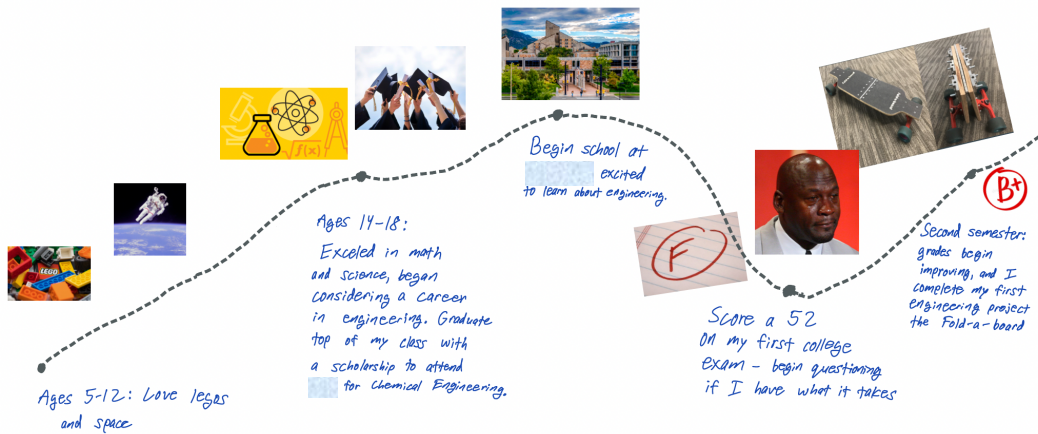 LEGO
√f(x)
Ages 5-12: Love legos
and space
Ages 14-18:
Exceled in math
and science, began
considering a career
in engineering. Graduate
top of my class with
a scholarship to attend
for Chemical Engineering.
Begin school at
excited
to learn about engineering.
F
Score a 52
on my first college
exam – begin questioning
if I have what it takes
B+
Second semester:
grades begin
improving, and I
complete my first
engineering project
the Fold-a-board